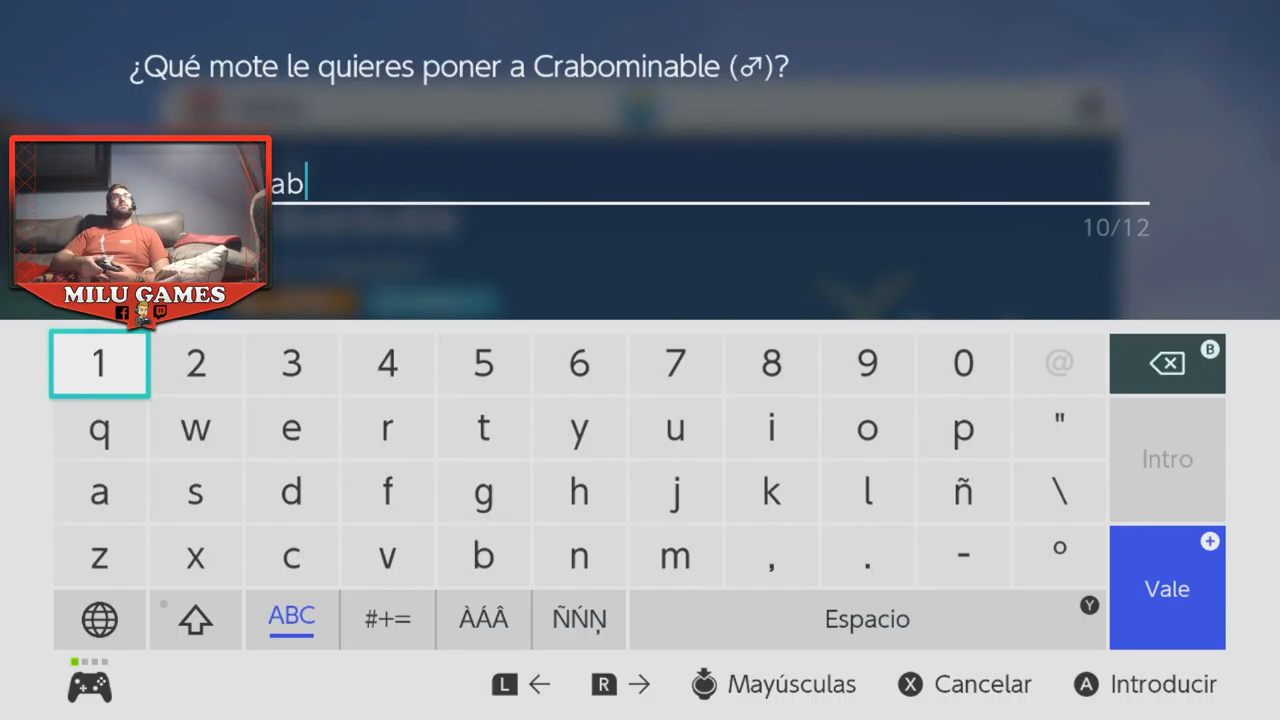 ¿Qué mote le quieres poner a Crabominable (♂)?
ab
10/12
MILU GAMES
1 2 3 4 5 6 7 8 9 0 @ B
q w e r t y u i o p "
a s d f g h j k l ñ \ Intro
z x c v b n m , . - º + Vale
ABC #+= ÀÁÂ ÑŃŅ Espacio Y
L ← R → Mayúsculas X Cancelar A Introducir